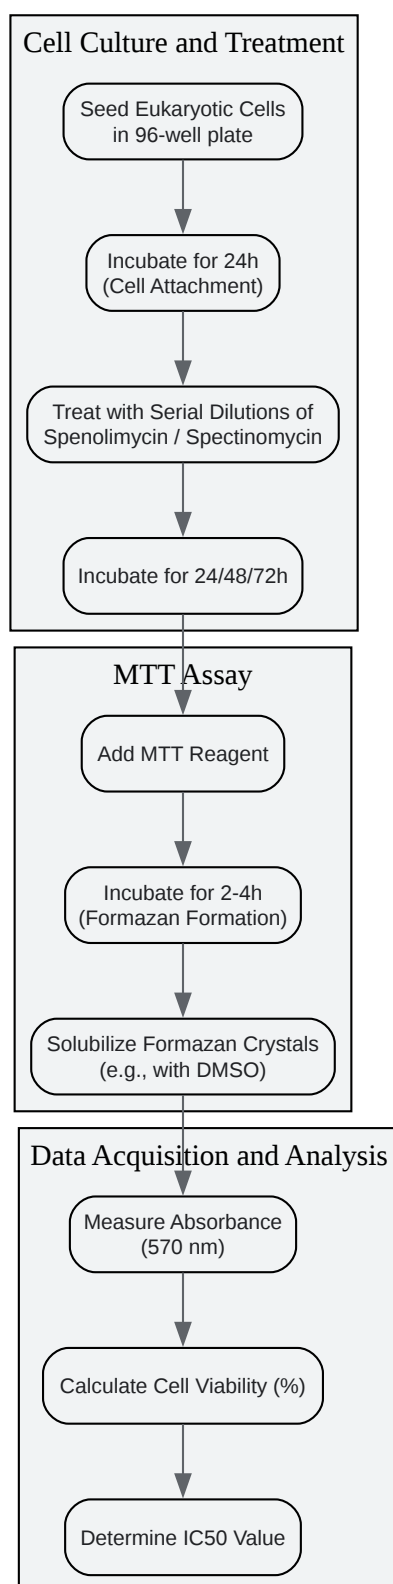 Cell Culture and Treatment
Seed Eukaryotic Cells
in 96-well plate
Incubate for 24h
(Cell Attachment)
Treat with Serial Dilutions of
Spenolimycin / Spectinomycin
Incubate for 24/48/72h
MTT Assay
Add MTT Reagent
Incubate for 2-4h
(Formazan Formation)
Solubilize Formazan Crystals
(e.g., with DMSO)
Data Acquisition and Analysis
Measure Absorbance
(570 nm)
Calculate Cell Viability (%)
Determine IC50 Value